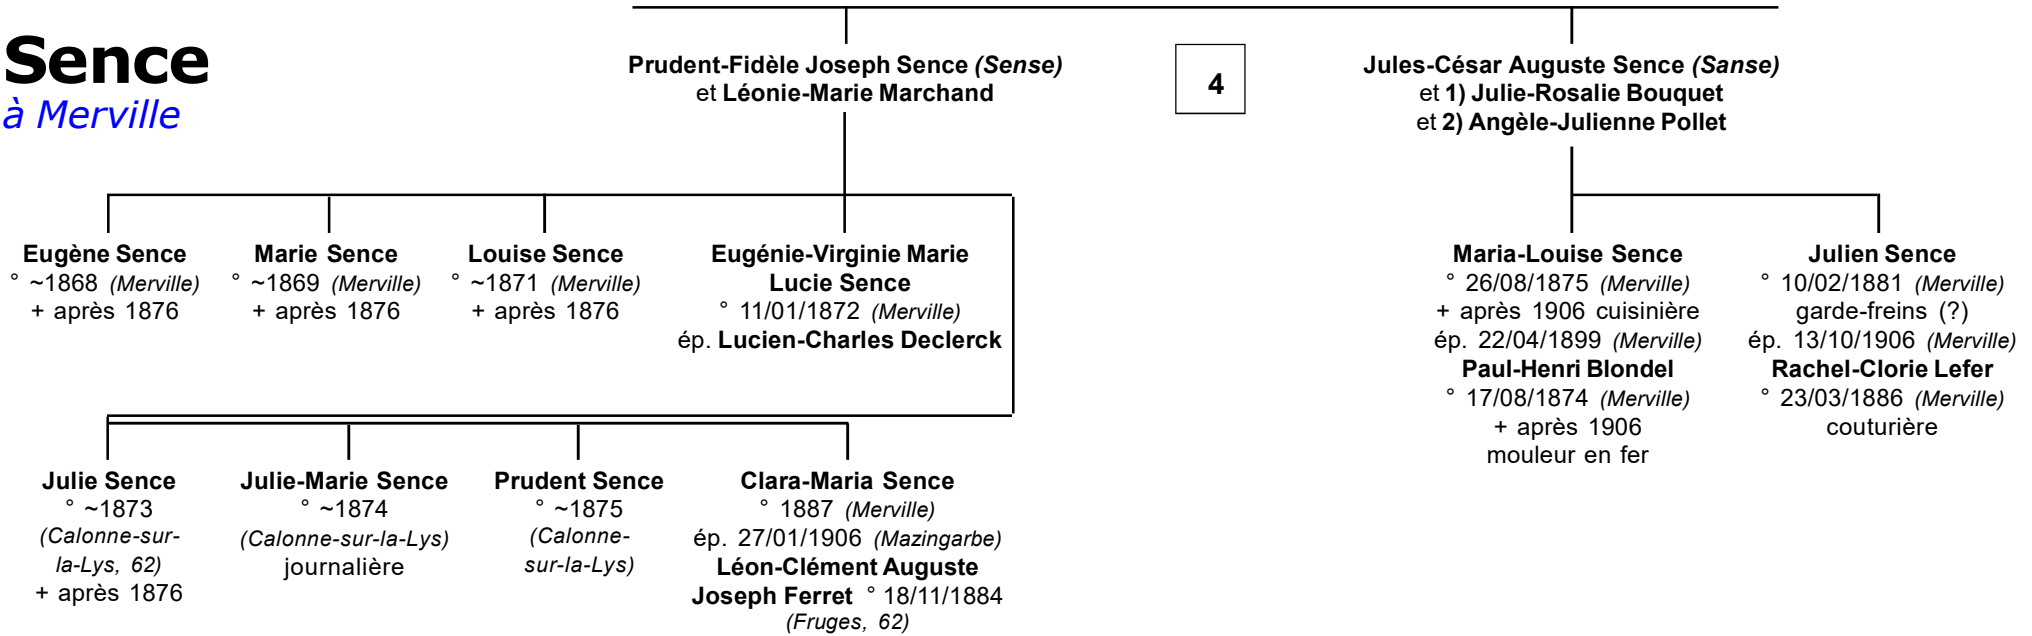 Sence
à Merville
Prudent-Fidèle Joseph Sence (Sense)
et Léonie-Marie Marchand
4
Jules-César Auguste Sence (Sanse)
et 1) Julie-Rosalie Bouquet
et 2) Angèle-Julienne Pollet
Eugène Sence
° ~1868 (Merville)
+ après 1876
Marie Sence
° ~1869 (Merville)
+ après 1876
Louise Sence
° ~1871 (Merville)
+ après 1876
Eugénie-Virginie Marie
Lucie Sence
° 11/01/1872 (Merville)
ép. Lucien-Charles Declerck
Maria-Louise Sence
° 26/08/1875 (Merville)
+ après 1906 cuisinière
ép. 22/04/1899 (Merville)
Paul-Henri Blondel
° 17/08/1874 (Merville)
+ après 1906
mouleur en fer
Julien Sence
° 10/02/1881 (Merville)
garde-freins (?)
ép. 13/10/1906 (Merville)
Rachel-Clorie Lefer
° 23/03/1886 (Merville)
couturière
Julie Sence
° ~1873
(Calonne-sur-
la-Lys, 62)
+ après 1876
Julie-Marie Sence
° ~1874
(Calonne-sur-la-Lys)
journalière
Prudent Sence
° ~1875
(Calonne-
sur-la-Lys)
Clara-Maria Sence
° 1887 (Merville)
ép. 27/01/1906 (Mazingarbe)
Léon-Clément Auguste
Joseph Ferret ° 18/11/1884
(Fruges, 62)